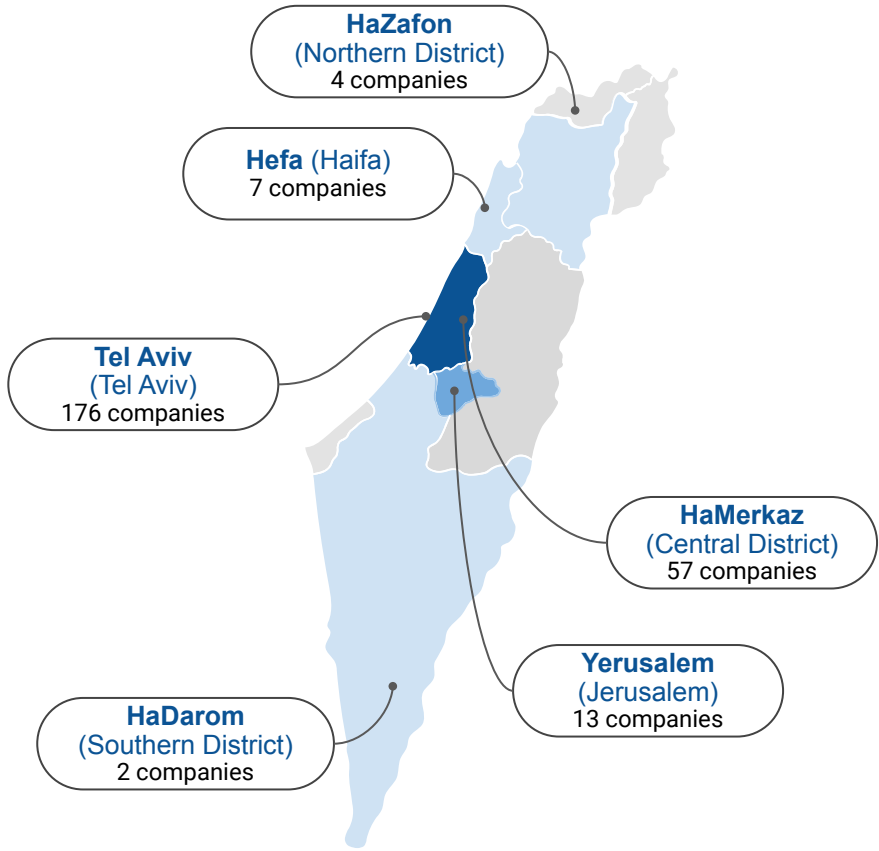 HaZafon
(Northern District)
4 companies
Hefa (Haifa)
7 companies
Tel Aviv
(Tel Aviv)
176 companies
HaMerkaz
(Central District)
57 companies
Yerusalem
(Jerusalem)
13 companies
HaDarom
(Southern District)
2 companies